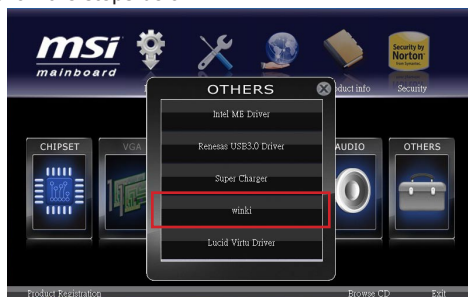 msi
mainboard
Security by
Norton
OTHERS
duct info
Security
Intel ME Driver
Renesas USB3.0 Driver
Super Charger
winki
Lucid Virtu Driver
CHIPSET
VGA
AUDIO
OTHERS
Product Registration
Browse CD
Exit